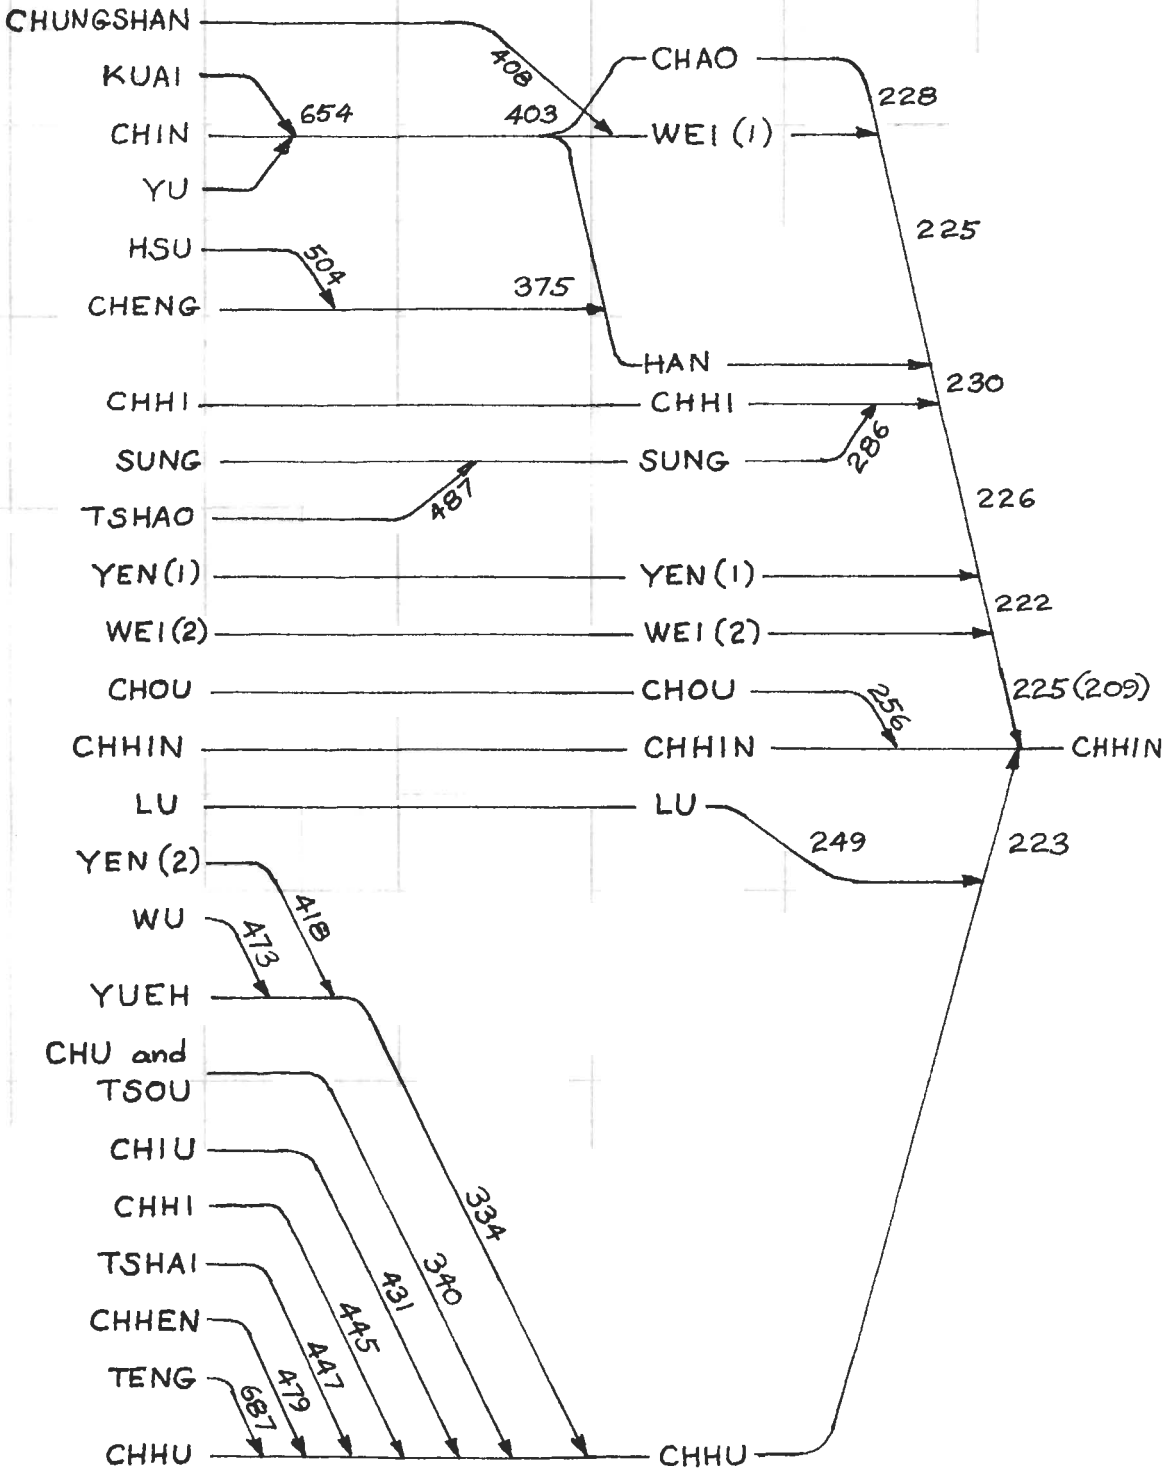 CHUNGSHAN
408
CHAO
KUAI
228
654
403
CHIN
WEI (1)
YU
225
HSU
504
CHENG
375
HAN
230
CHHI
CHHI
SUNG
SUNG
286
TSHAO
487
226
YEN(1)
YEN(1)
222
WEI(2)
WEI(2)
CHOU
CHOU
256
225(209)
CHHIN
CHHIN
CHHIN
LU
LU
249
223
YEN (2)
418
WU
473
YUEH
CHU and
TSOU
CHIU
CHHI
334
TSHAI
340
431
CHHEN
445
447
TENG
479
687
CHHU
CHHU